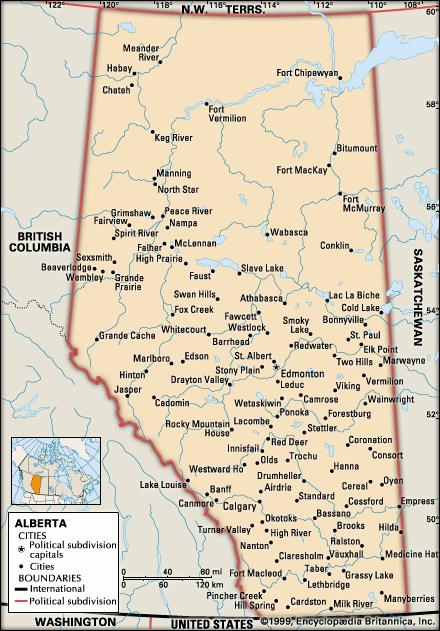 122°
120°
118°
116°
114°
112°
110°
60°
N.W. TERRS.
Meander
River
Habay
Chateh
Fort Chipewyan
58°
Fort
Vermilion
Keg River
Bitumount
Fort MacKay
Manning
North Star
Fort
McMurray
56°
Grimshaw
Peace River
Fairview
Nampa
Spirit River
Wabasca
BRITISH
COLUMBIA
Falher
McLennan
Conklin
High Prairie
Sexsmith
Beaverlodge
Wembley
Grande
Prairie
Faust
Slave Lake
SASKATCHEWAN
Swan Hills
Athabasca
Lac La Biche
Cold Lake
54°
Fox Creek
Fawcett
Smoky
Lake
Bonnyville
Whitecourt
Westlock
St. Paul
Grande Cache
Barrhead
Redwater
Elk Point
Marlboro
Edson
St. Albert
Two Hills
Marwayne
Stony Plain
Edmonton
Hinton
Drayton Valley
Leduc
Viking
Vermilion
Jasper
Cadomin
Wetaskiwin
Camrose
Wainwright
Ponoka
Forestburg
52°
Rocky Mountain
House
Lacombe
Stettler
Red Deer
Coronation
Innisfail
Consort
Olds
Trochu
Westward Ho
Hanna
Drumheller
Cereal
Oyen
Lake Louise
Banff
Airdrie
Standard
Canmore
Calgary
Cessford
Empress
Bassano
Okotoks
50°
Turner Valley
High River
Brooks
Hilda
Nanton
Ralston
Claresholm
Vauxhall
Medicine Hat
Fort Macleod
Taber
Grassy Lake
Lethbridge
Pincher Creek
Hill Spring
Cardston
Milk River
Manyberries
ALBERTA
CITIES
Political subdivision
capitals
Cities
BOUNDARIES
International
Political subdivision
0 40 80 mi
0 60 120 km
WASHINGTON
UNITED STATES
©1999, Encyclopædia Britannica, Inc.